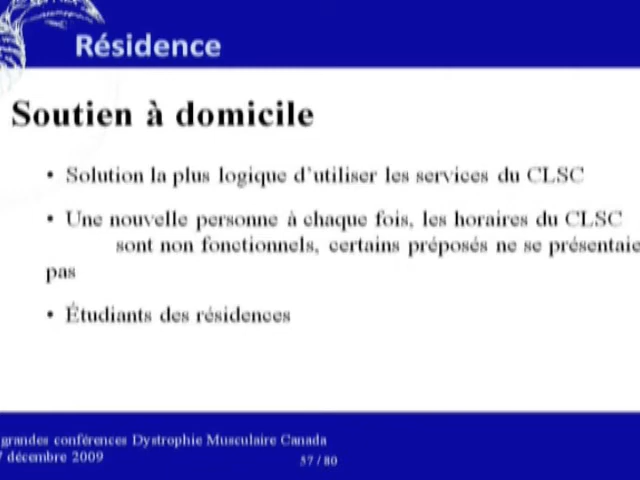 Résidence
Soutien à domicile
• Solution la plus logique d'utiliser les services du CLSC
• Une nouvelle personne à chaque fois, les horaires du CLSC
sont non fonctionnels, certains préposés ne se présentaie
pas
• Étudiants des résidences
grandes conférences Dystrophie Musculaire Canada
7 décembre 2009
57 / 80